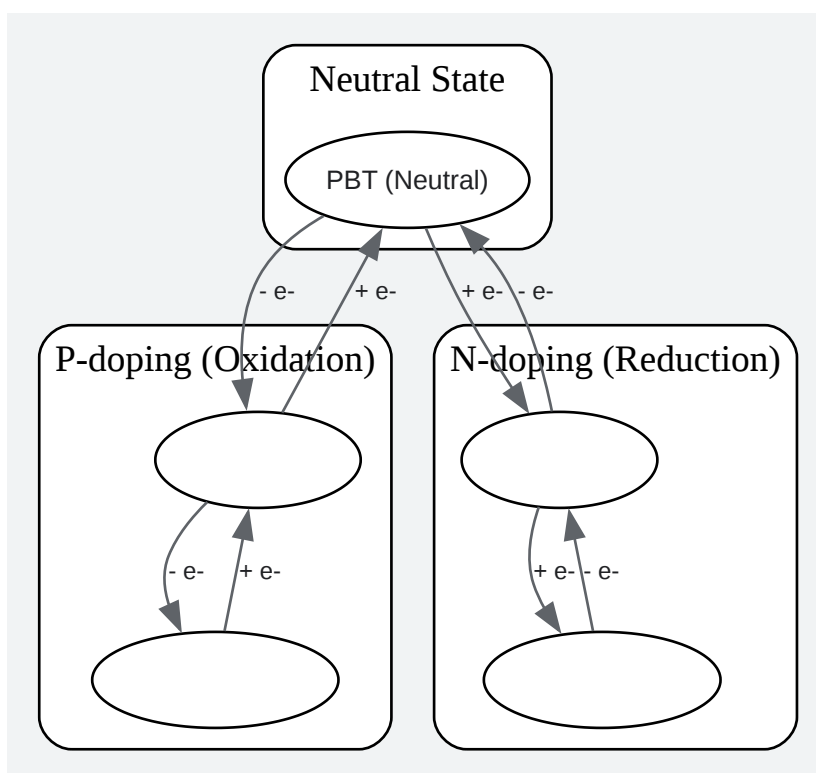 Neutral State
PBT (Neutral)
- e-
+ e-
+ e-
- e-
P-doping (Oxidation)
N-doping (Reduction)
- e-
+ e-
+ e-
- e-